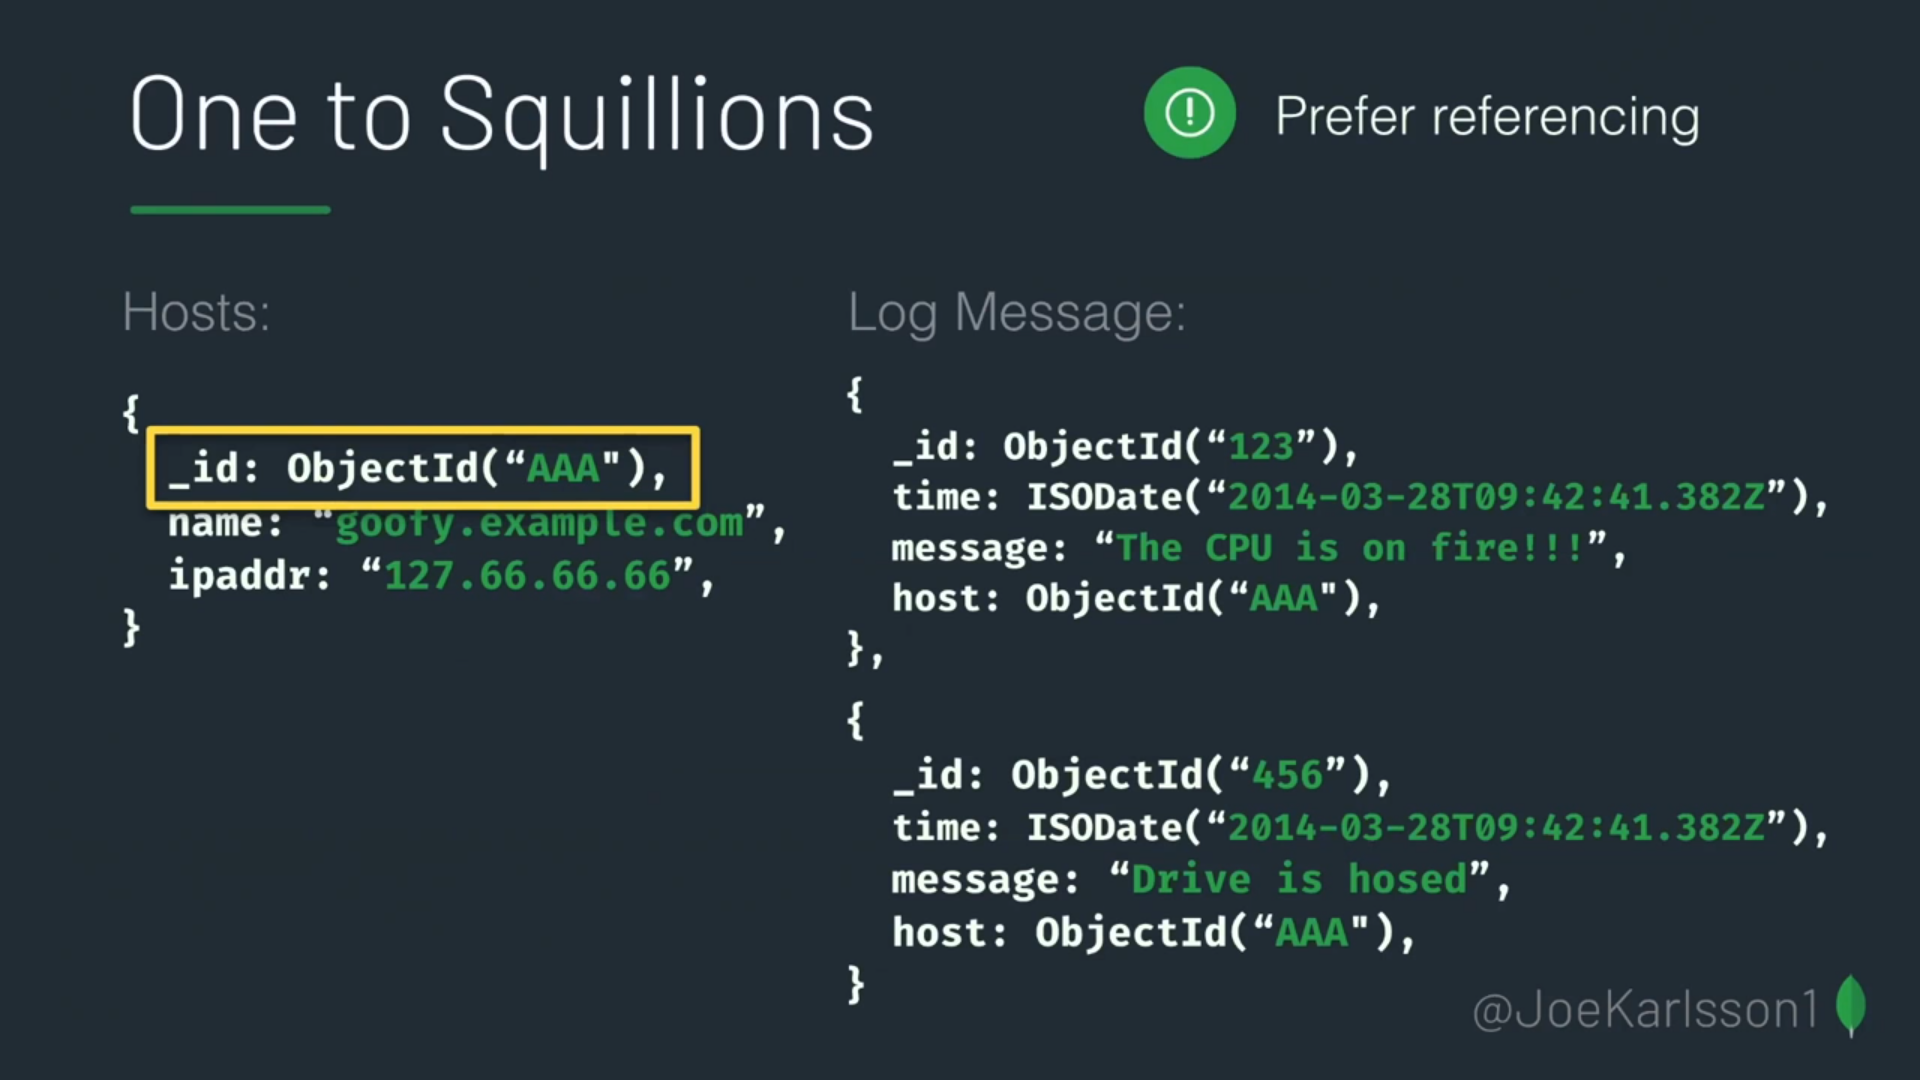 One to Squillions
! Prefer referencing
Hosts:
{
_id: ObjectId(“AAA"),
name: “goofy.example.com”,
ipaddr: “127.66.66.66”,
}
Log Message:
{
_id: ObjectId(“123”),
time: ISODate(“2014-03-28T09:42:41.382Z”),
message: “The CPU is on fire!!!”,
host: ObjectId(“AAA"),
},
{
_id: ObjectId(“456”),
time: ISODate(“2014-03-28T09:42:41.382Z”),
message: “Drive is hosed”,
host: ObjectId(“AAA"),
}
@JoeKarlsson1